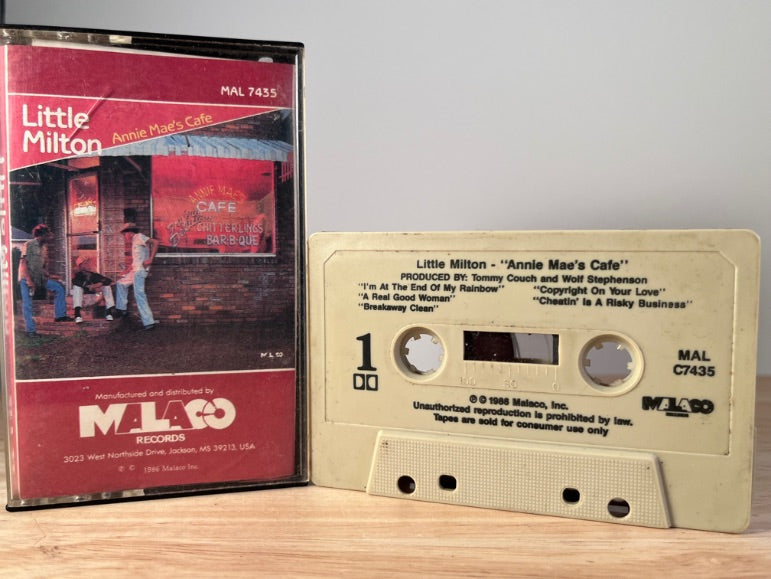 MAL 7435
Little
Milton
Annie Mae's Cafe
ANNIE MAE'S
CAFE
CHITTERLINGS
BAR-B-QUE
Manufactured and distributed by
MALACO
RECORDS
3023 West Northside Drive, Jackson, MS 39213, USA
℗ © 1986 Malaco Inc.
Little Milton - "Annie Mae's Cafe"
PRODUCED BY: Tommy Couch and Wolf Stephenson
"I'm At The End Of My Rainbow" "Copyright On Your Love"
"A Real Good Woman" "Cheatin' Is A Risky Business"
"Breakaway Clean"
1
MAL
C7435
100 50 0
℗ © 1986 Malaco, Inc.
Unauthorized reproduction is prohibited by law.
Tapes are sold for consumer use only
MALACO
RECORDS